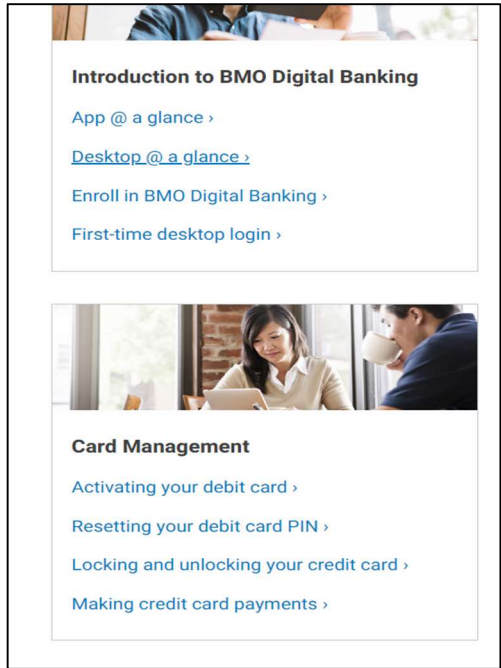 Introduction to BMO Digital Banking
App @ a glance ›
Desktop @ a glance ›
Enroll in BMO Digital Banking ›
First-time desktop login ›
Card Management
Activating your debit card ›
Resetting your debit card PIN ›
Locking and unlocking your credit card ›
Making credit card payments ›